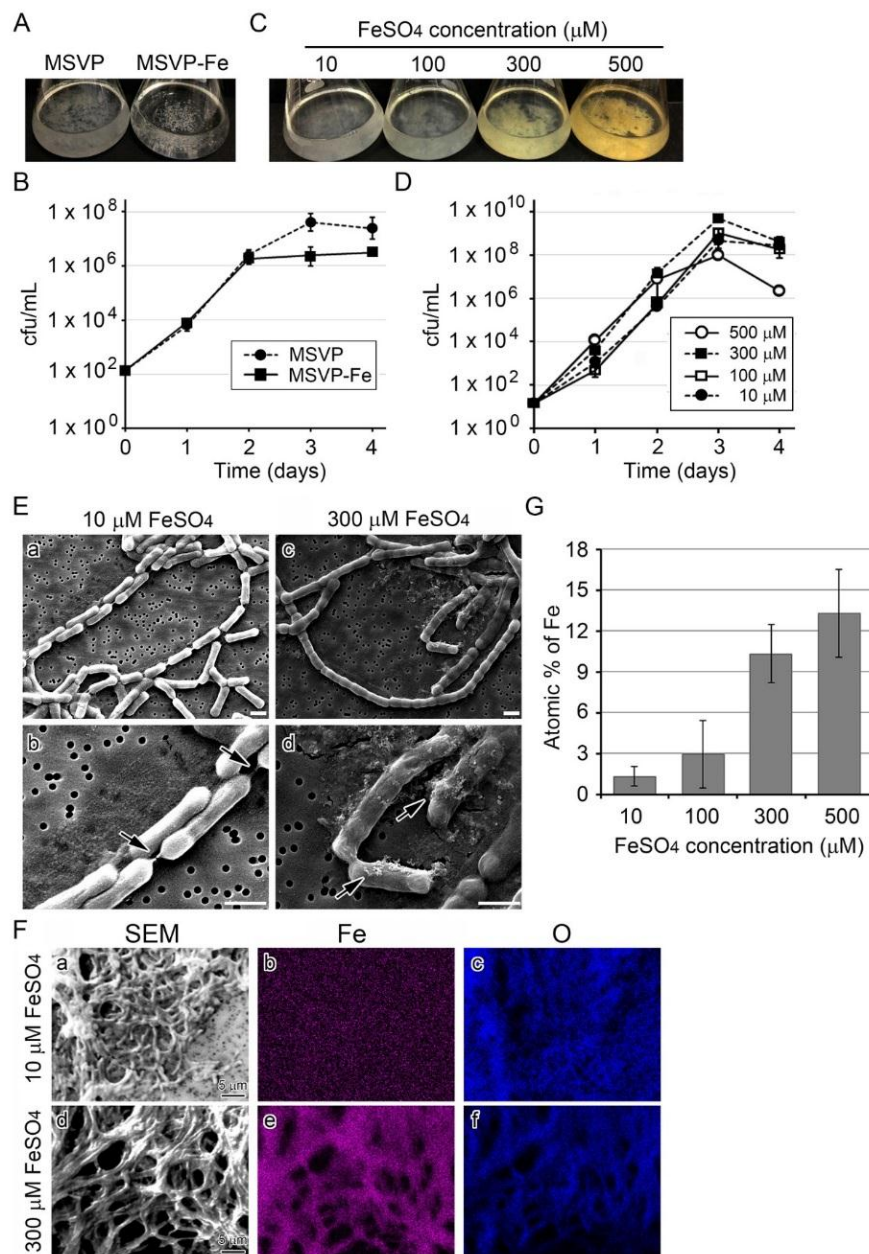 A
MSVP MSVP-Fe
C
FeSO4 concentration (μM)
10 100 300 500
B
1 x 10^8
1 x 10^6
1 x 10^4
1 x 10^2
1 x 10^0
cfu/mL
MSVP
MSVP-Fe
0 1 2 3 4
Time (days)
D
1 x 10^10
1 x 10^8
1 x 10^6
1 x 10^4
1 x 10^2
1 x 10^0
cfu/mL
500 μM
300 μM
100 μM
10 μM
0 1 2 3 4
Time (days)
E
10 μM FeSO4 300 μM FeSO4
a c
b d
G
18
15
12
9
6
3
0
Atomic % of Fe
10 100 300 500
FeSO4 concentration (μM)
F
SEM Fe O
10 μM FeSO4
a b c
5 μm
300 μM FeSO4
d e f
5 μm